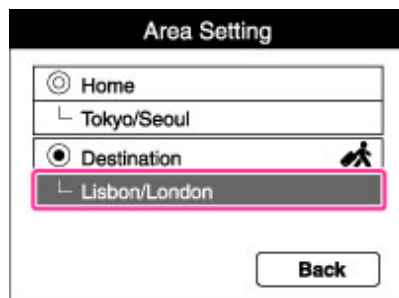 Area Setting
Home
Tokyo/Seoul
Destination
Lisbon/London
Back